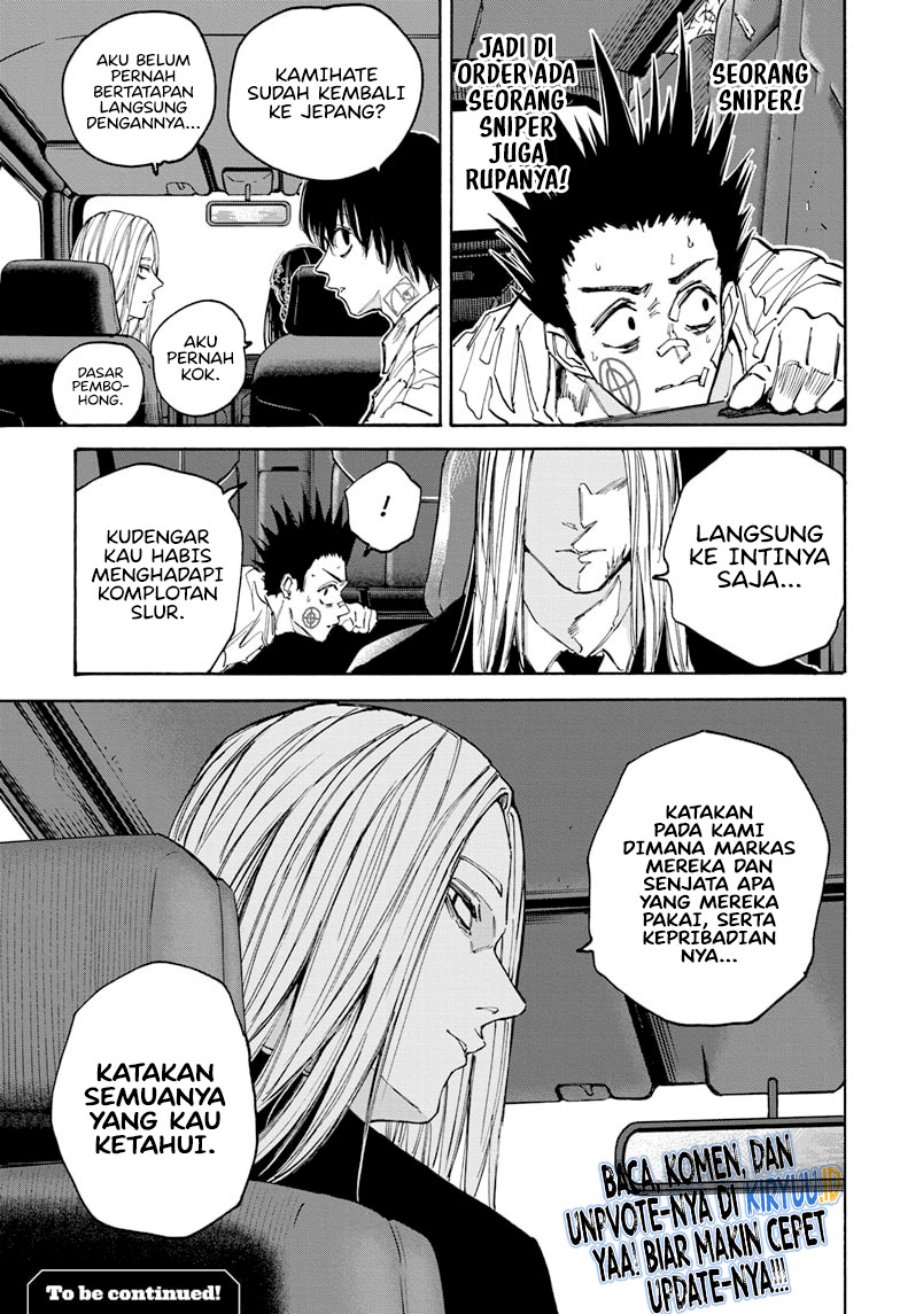 SEORANG
SNIPER!
JADI DI
ORDER ADA
SEORANG
SNIPER
JUGA
RUPANYA!
KAMIHATE
SUDAH KEMBALI
KE JEPANG?
AKU BELUM
PERNAH
BERTATAPAN
LANGSUNG
DENGANNYA...
AKU
PERNAH
KOK.
DASAR
PEMBO-
HONG.
LANGSUNG
KE INTINYA
SAJA...
!
KUDENGAR
KAU HABIS
MENGHADAPI
KOMPLOTAN
SLUR.
KATAKAN
PADA KAMI
DIMANA MARKAS
MEREKA DAN
SENJATA APA
YANG MEREKA
PAKAI, SERTA
KEPRIBADIAN
NYA...
KATAKAN
SEMUANYA
YANG KAU
KETAHUI.
BACA, KOMEN, DAN
UNPVOTE-NYA DI KIRYUU.ID
YAA! BIAR MAKIN CEPET
UPDATE-NYA!!!
To be continued!